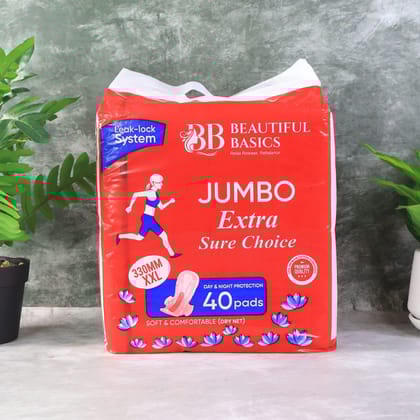 Leak-lock
System
BB BEAUTIFUL
BASICS
JUMBO
Extra
Sure Choice
330MM
XXL
PREMIUM
QUALITY
DAY & NIGHT PROTECTION
40 pads
SOFT & COMFORTABLE (DRY NET)